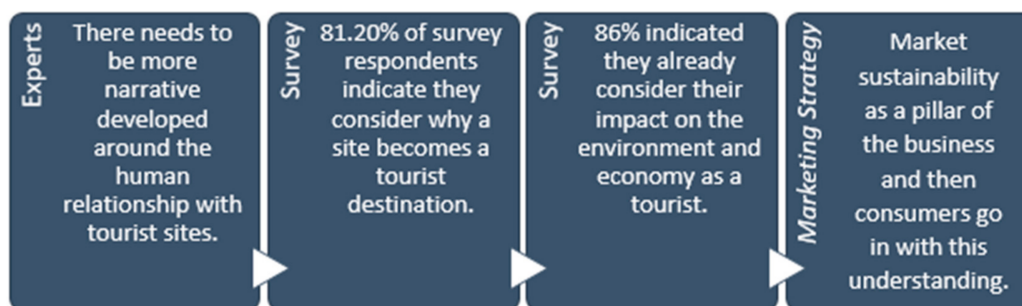 Experts
There needs to
be more
narrative
developed
around the
human
relationship with
tourist sites.
Survey
81.20% of survey
respondents
indicate they
consider why a
site becomes a
tourist
destination.
Survey
86% indicated
they already
consider their
impact on the
environment and
economy as a
tourist.
Marketing Strategy
Market
sustainability
as a pillar of
the business
and then
consumers go
in with this
understanding.